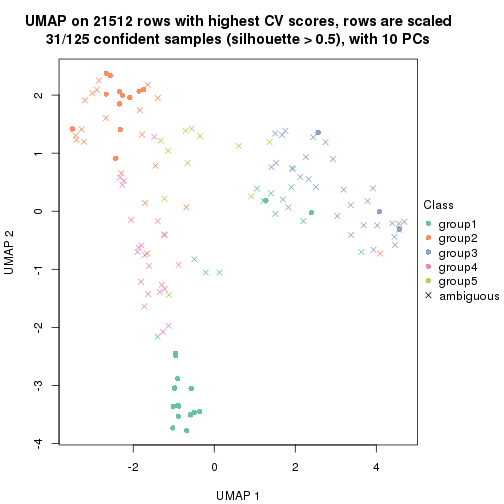 UMAP on 21512 rows with highest CV scores, rows are scaled
31/125 confident samples (silhouette > 0.5), with 10 PCs
2
1
0
-1
-2
-3
-4
UMAP 2
-2
0
2
4
UMAP 1
Class
group1
group2
group3
group4
group5
ambiguous